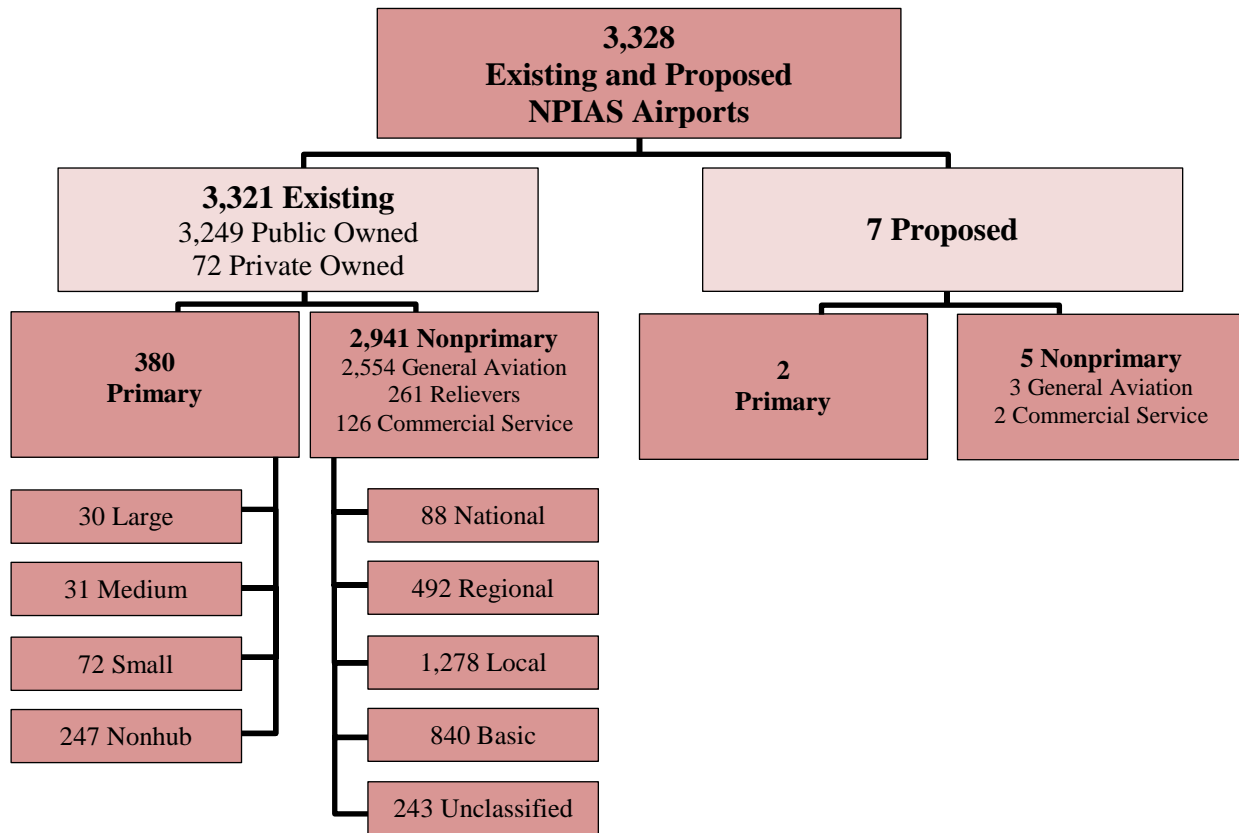 3,328
Existing and Proposed
NPIAS Airports
3,321 Existing
3,249 Public Owned
72 Private Owned
7 Proposed
380
Primary
2,941 Nonprimary
2,554 General Aviation
261 Relievers
126 Commercial Service
2
Primary
5 Nonprimary
3 General Aviation
2 Commercial Service
30 Large
31 Medium
72 Small
247 Nonhub
88 National
492 Regional
1,278 Local
840 Basic
243 Unclassified